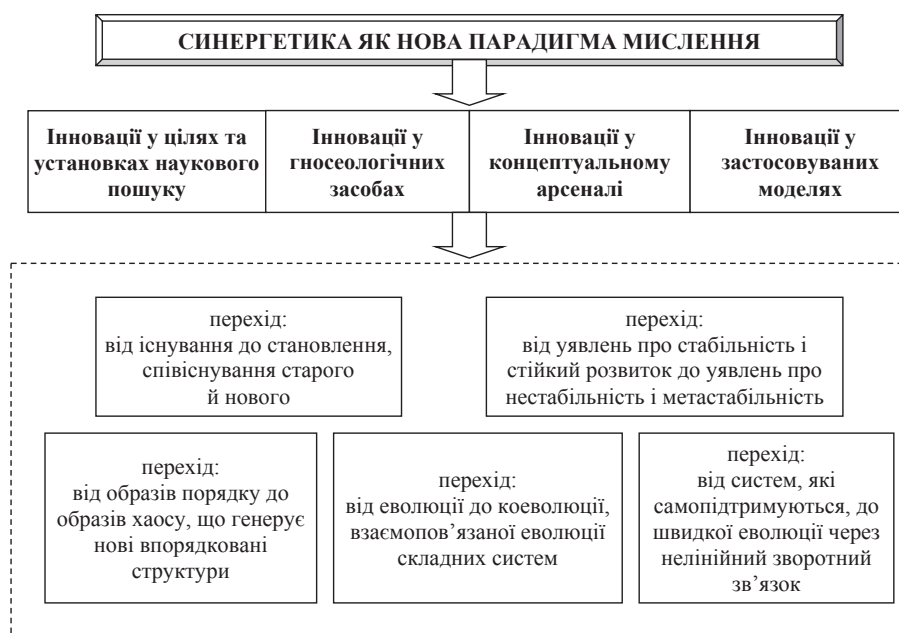 СИНЕРГЕТИКА ЯК НОВА ПАРАДИГМА МИСЛЕННЯ
Інновації у цілях та
установках наукового
пошуку
Інновації у
гносеологічних
засобах
Інновації у
концептуальному
арсеналі
Інновації у
застосовуваних
моделях
перехід:
від існування до становлення,
співіснування старого
й нового
перехід:
від уявлень про стабільність і
стійкий розвиток до уявлень про
нестабільність і метастабільність
перехід:
від образів порядку до
образів хаосу, що генерує
нові впорядковані
структури
перехід:
від еволюції до коеволюції,
взаємопов’язаної еволюції
складних систем
перехід:
від систем, які
самопідтримуються, до
швидкої еволюції через
нелінійний зворотний
зв’язок